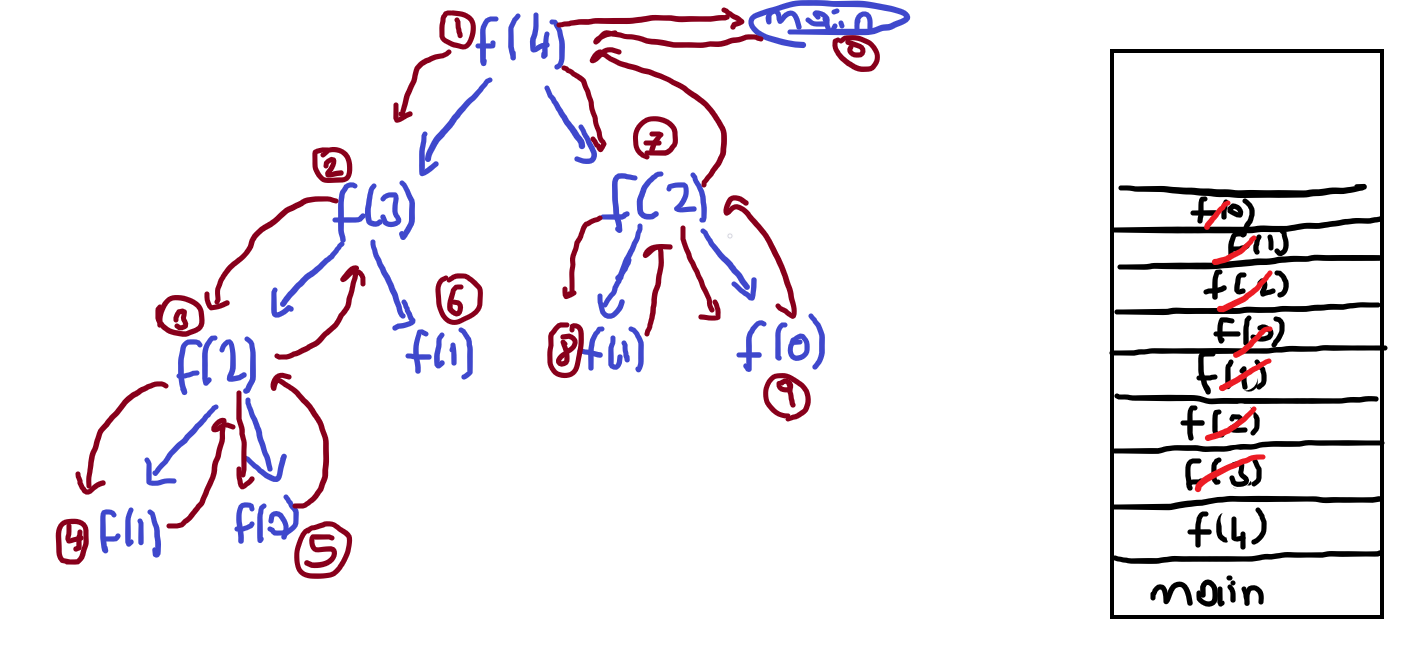 1 f(4) main
0
7
2 f(3) f(2)
3 6
f(2) f(1) 8 f(1) f(0)
9
4 f(1) f(0) 5
f(0)
f(1)
f(2)
f(0)
f(1)
f(2)
f(3)
f(4)
main